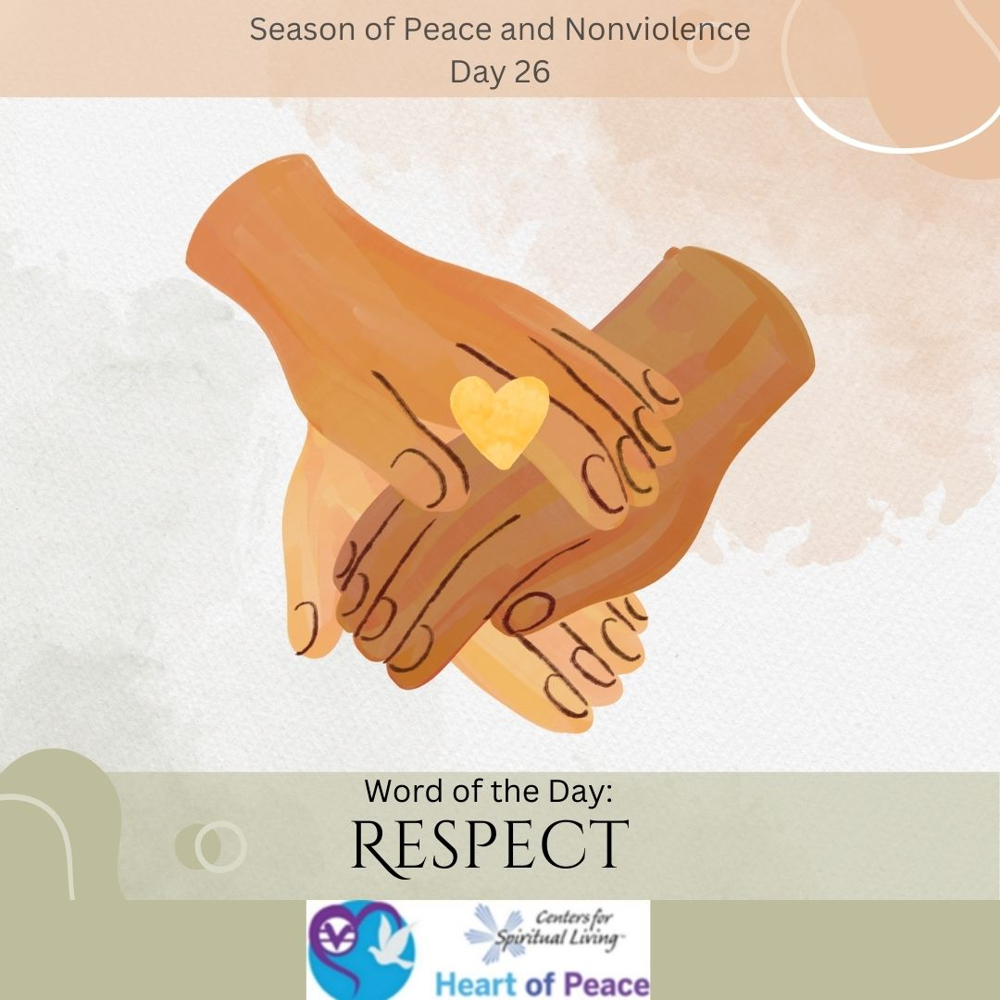 Season of Peace and Nonviolence
Day 26
Word of the Day:
RESPECT
Centers for
Spiritual Living
Heart of Peace